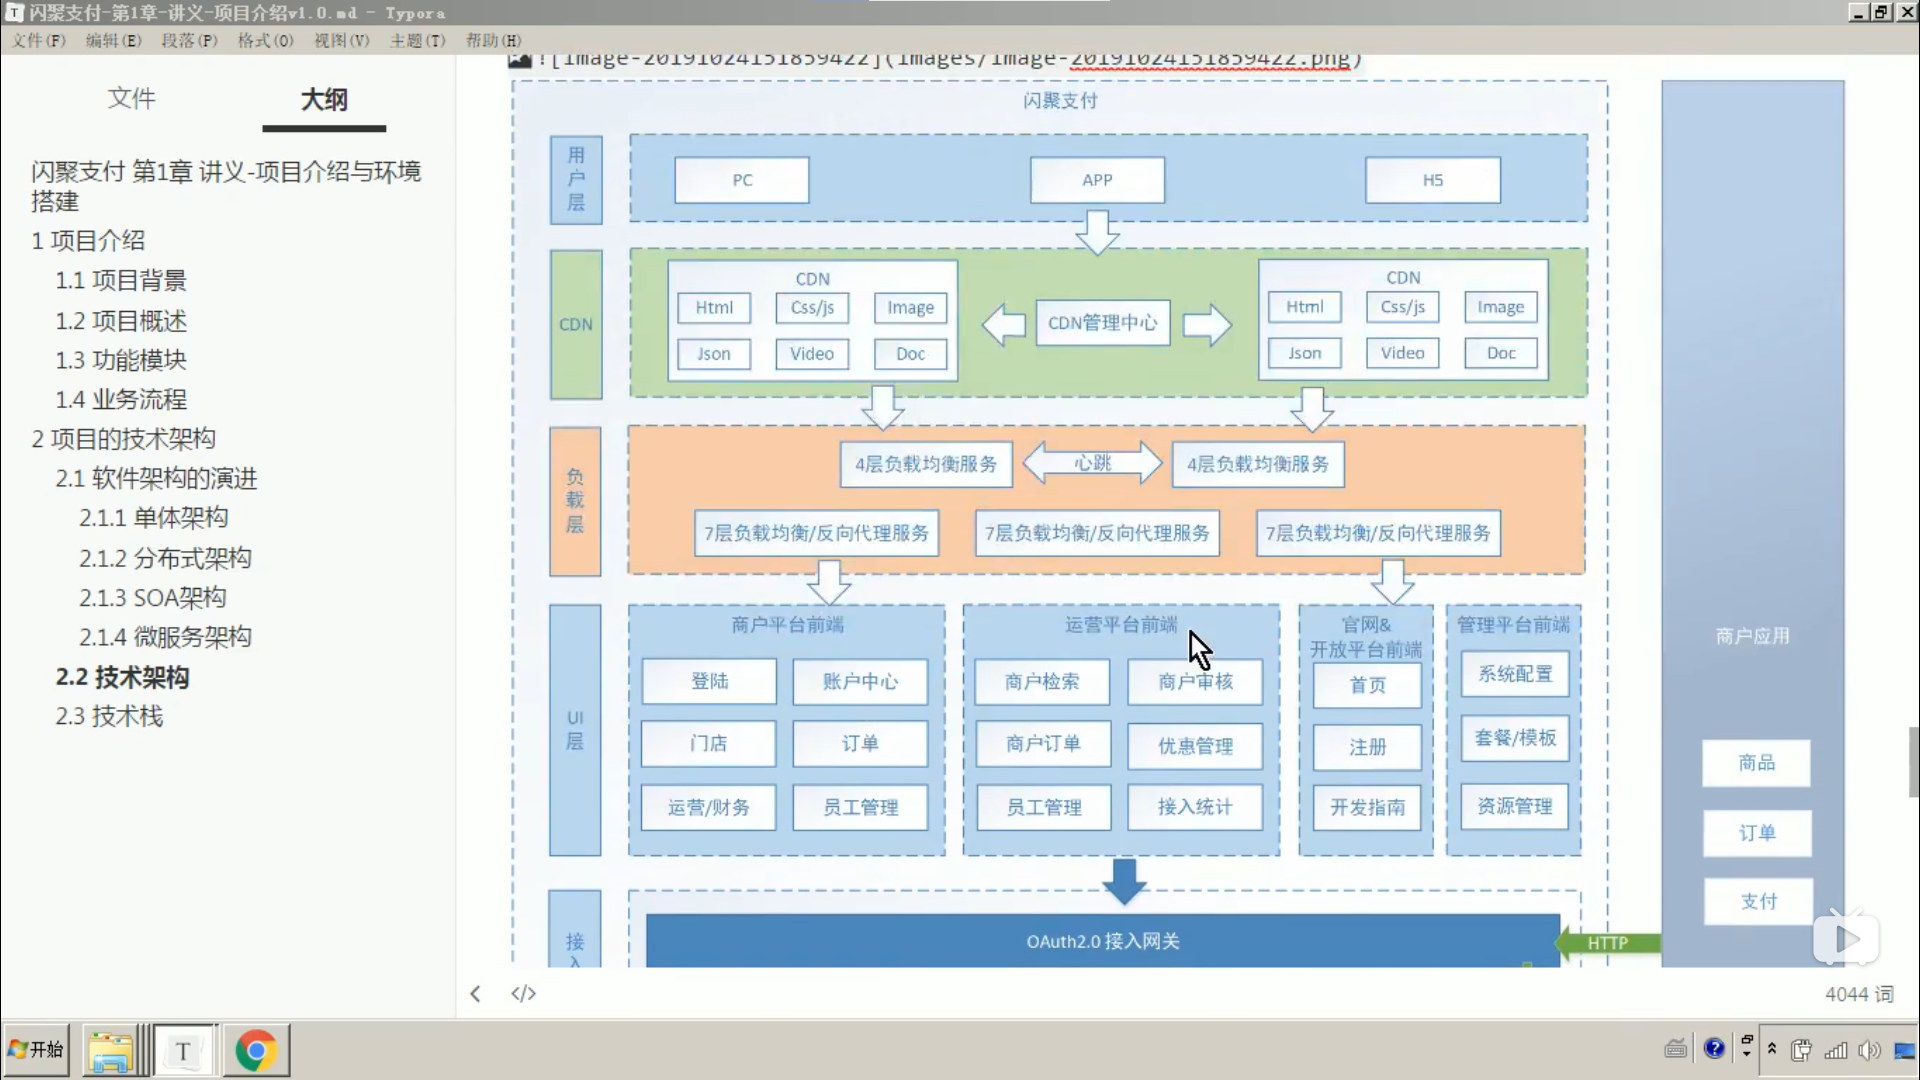 闪聚支付-第1章-讲义-项目介绍v1.0.md - Typora
文件(F) 编辑(E) 段落(P) 格式(O) 视图(V) 主题(T) 帮助(H)
文件 大纲
闪聚支付 第1章 讲义-项目介绍与环境
搭建
1 项目介绍
1.1 项目背景
1.2 项目概述
1.3 功能模块
1.4 业务流程
2 项目的技术架构
2.1 软件架构的演进
2.1.1 单体架构
2.1.2 分布式架构
2.1.3 SOA架构
2.1.4 微服务架构
2.2 技术架构
2.3 技术栈
![image-20191024151859422](images/image-20191024151859422.png)
闪聚支付
用户层
PC APP H5
CDN
CDN
Html Css/js Image
Json Video Doc
CDN管理中心
CDN
Html Css/js Image
Json Video Doc
负载层
4层负载均衡服务 心跳 4层负载均衡服务
7层负载均衡/反向代理服务 7层负载均衡/反向代理服务 7层负载均衡/反向代理服务
UI层
商户平台前端
登陆 账户中心
门店 订单
运营/财务 员工管理
运营平台前端
商户检索 商户审核
商户订单 优惠管理
员工管理 接入统计
官网&
开放平台前端
首页
注册
开发指南
管理平台前端
系统配置
套餐/模板
资源管理
接入
OAuth2.0 接入网关
HTTP
商户应用
商品
订单
支付
4044 词
开始